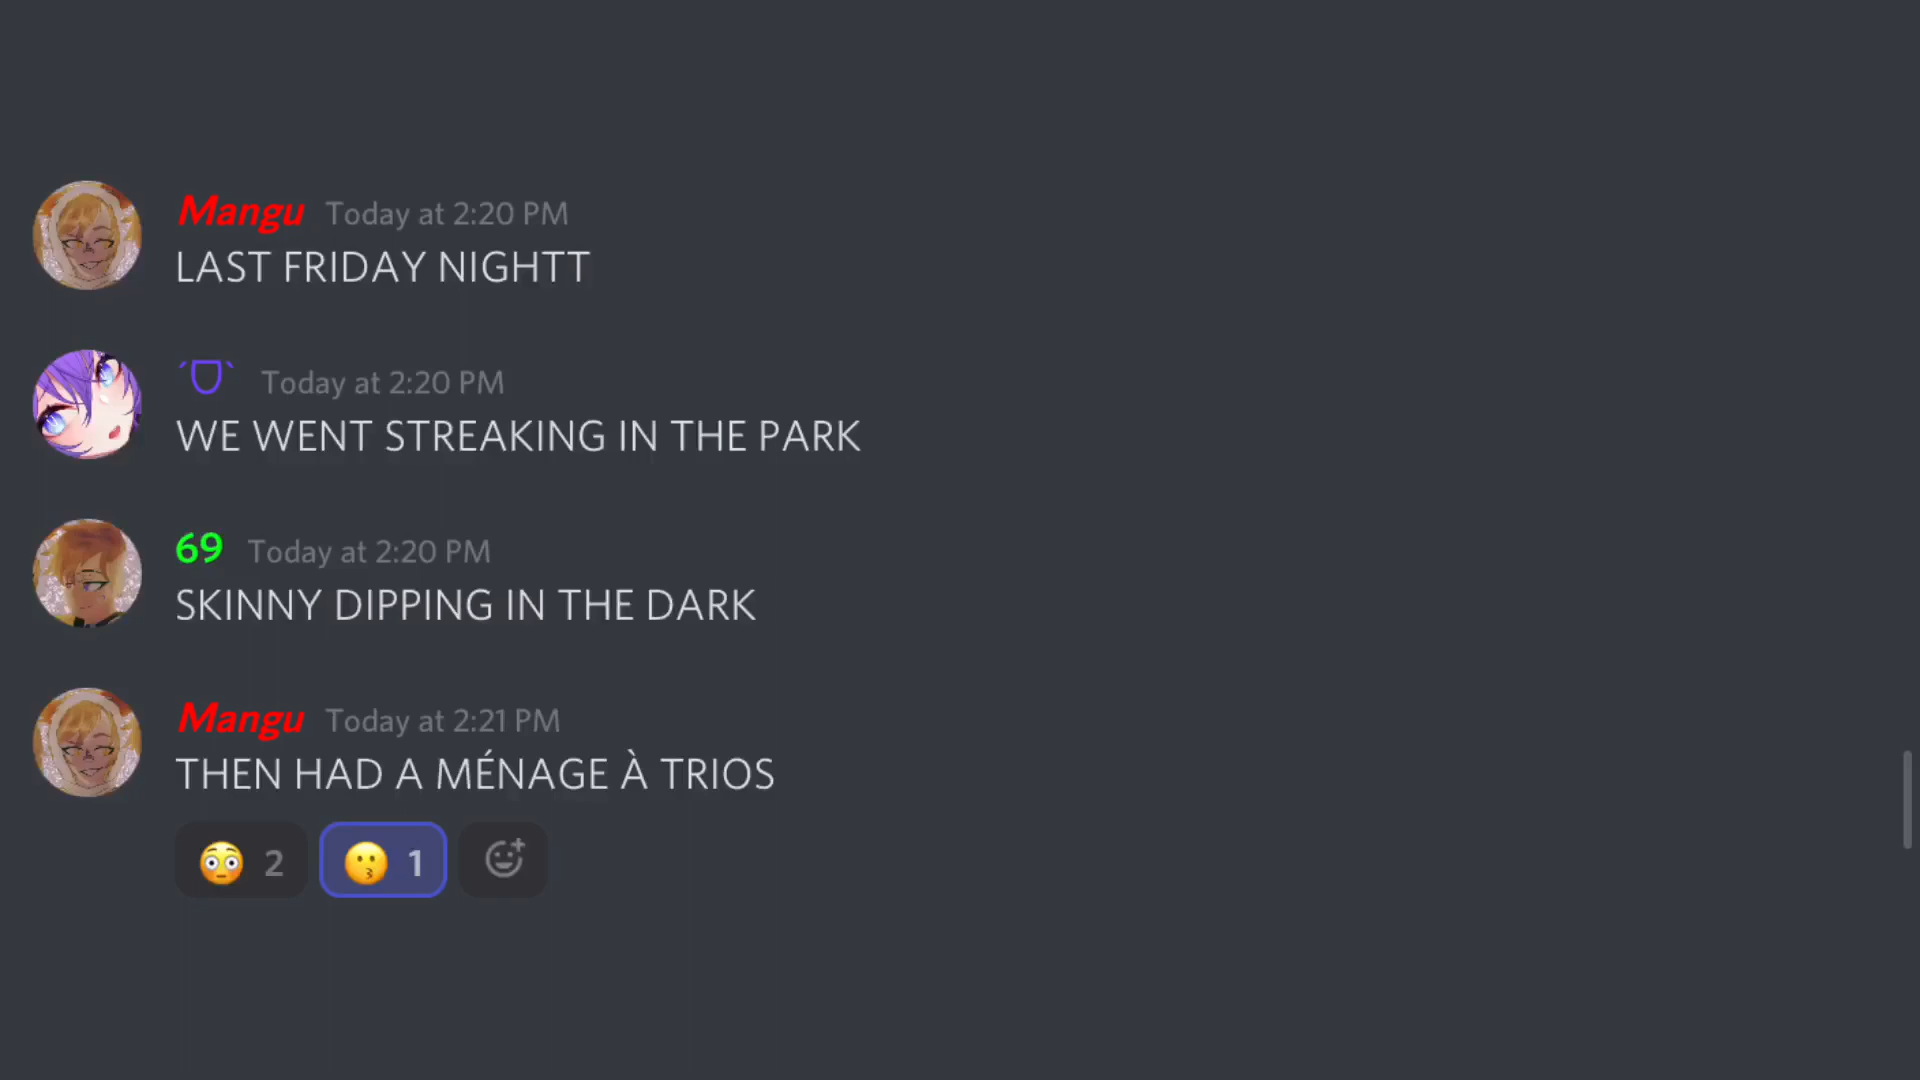 Mangu Today at 2:20 PM
LAST FRIDAY NIGHTT
ˊᗜˋ Today at 2:20 PM
WE WENT STREAKING IN THE PARK
69 Today at 2:20 PM
SKINNY DIPPING IN THE DARK
Mangu Today at 2:21 PM
THEN HAD A MÉNAGE À TRIOS
😳 2 😗 1